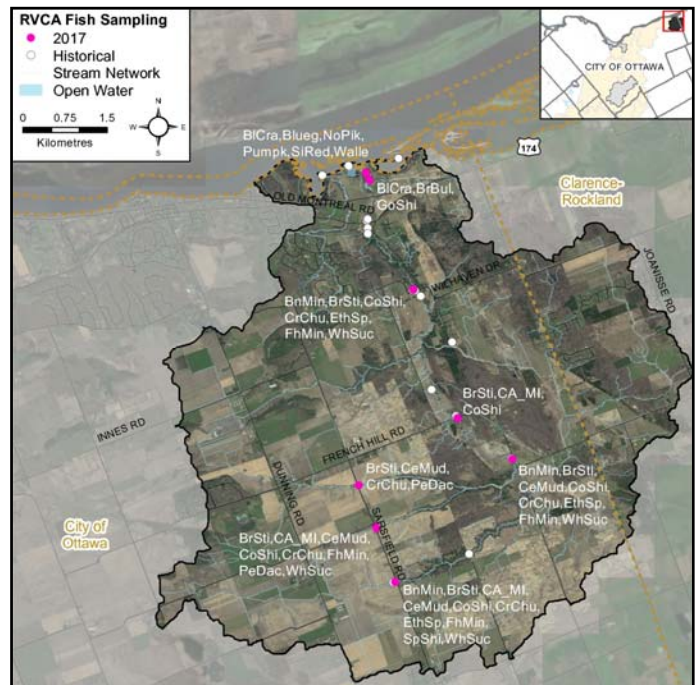 RVCA Fish Sampling
2017
Historical
Stream Network
Open Water
0 0.75 1.5
Kilometres
N
W E
S
CITY OF OTTAWA
174
BlCra,Blueg,NoPik,
Pumpk,SiRed,Walle
Clarence-
Rockland
OLD MONTREAL RD
BlCra,BrBul,
GoShi
JOANISSE RD
WILHAVEN DR
BnMin,BrSti,CoShi,
CrChu,EthSp,
FhMin,WhSuc
BrSti,CA_MI,
CoShi
INNES RD
FRENCH HILL RD
DUNNING RD
BrSti,CeMud,
CrChu,PeDac
BnMin,BrSti,
CeMud,CoShi,
CrChu,EthSp,
FhMin,WhSuc
City of
Ottawa
SARSFIELD RD
BrSti,CA_MI,CeMud,
CoShi,CrChu,FhMin,
PeDac,WhSuc
BnMin,BrSti,CA_MI,
CeMud,CoShi,CrChu,
EthSp,FhMin,
SpShi,WhSuc